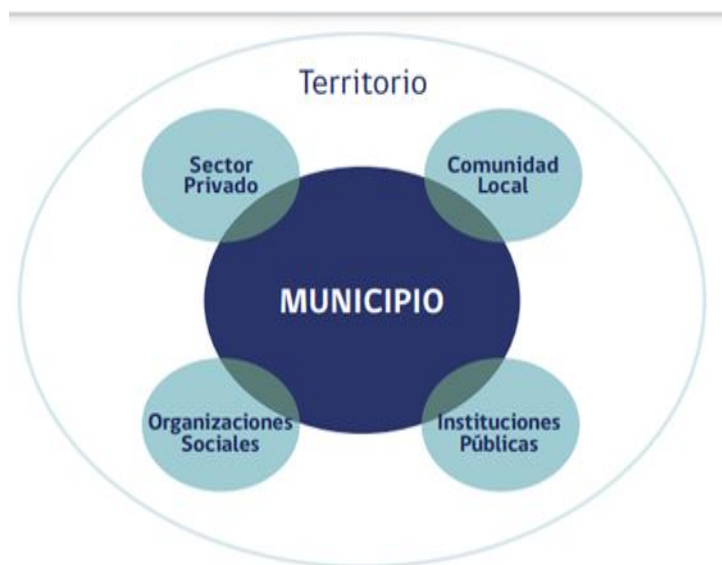 Territorio
Sector
Privado
Comunidad
Local
MUNICIPIO
Organizaciones
Sociales
Instituciones
Públicas